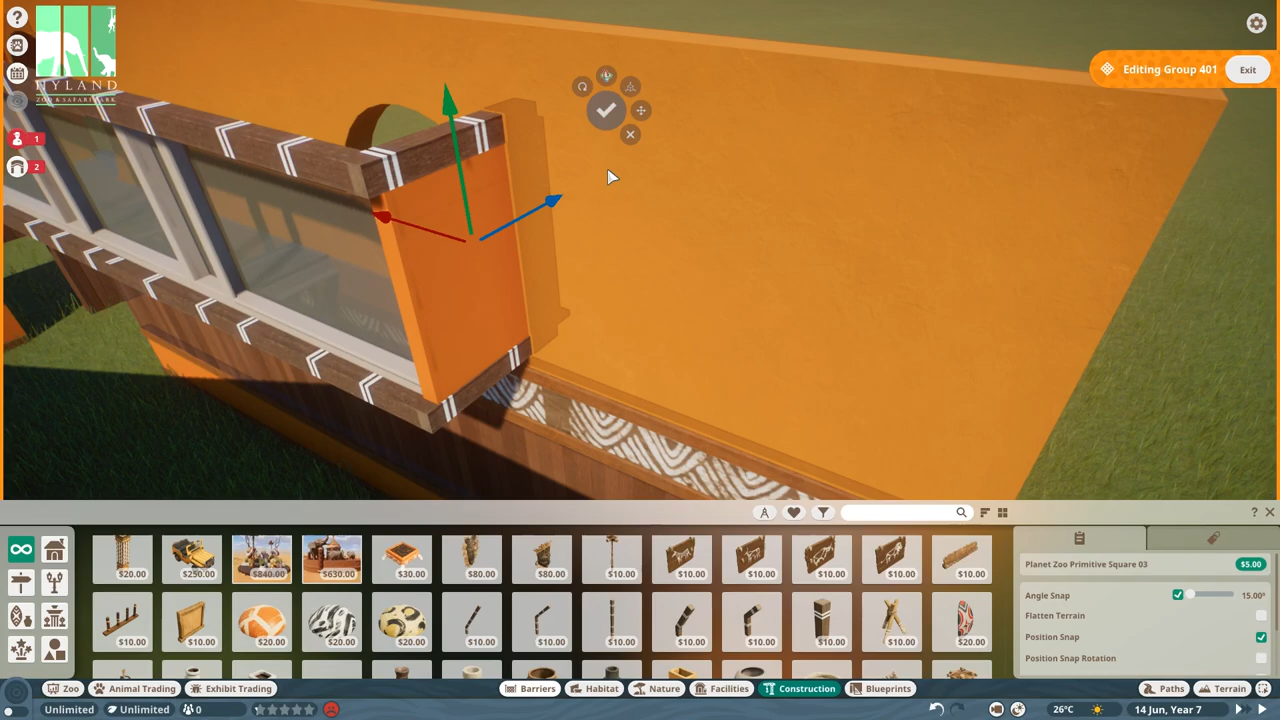 ?
HYLAND
ZOO & SAFARI PARK
1
2
Editing Group 401
Exit
?
$20.00
$250.00
$840.00
$630.00
$30.00
$80.00
$80.00
$10.00
$10.00
$10.00
$10.00
$10.00
$10.00
$10.00
$10.00
$20.00
$20.00
$20.00
$10.00
$10.00
$10.00
$10.00
$10.00
$10.00
$10.00
$20.00
Planet Zoo Primitive Square 03
$5.00
Angle Snap
15.00°
Flatten Terrain
Position Snap
Position Snap Rotation
Zoo
Animal Trading
Exhibit Trading
Barriers
Habitat
Nature
Facilities
Construction
Blueprints
Paths
Terrain
Unlimited
Unlimited
0
26°C
14 Jun, Year 7